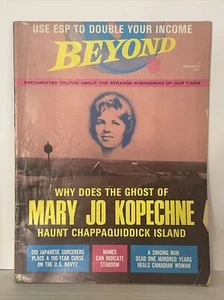 USE ESP TO DOUBLE YOUR INCOME
BEYOND
DOCUMENTED TRUTHS ABOUT THE STRANGE PHENOMENA OF OUR TIMES
WHY DOES THE GHOST OF
MARY JO KOPECHNE
HAUNT CHAPPAQUIDDICK ISLAND
DID JAPANESE SORCERERS
PLACE A 100-YEAR CURSE
ON THE U.S. NAVY?
NAMES
CAN INDICATE
STARDOM
A SINGING NUN
DEAD ONE HUNDRED YEARS
HEALS CANADIAN WOMAN